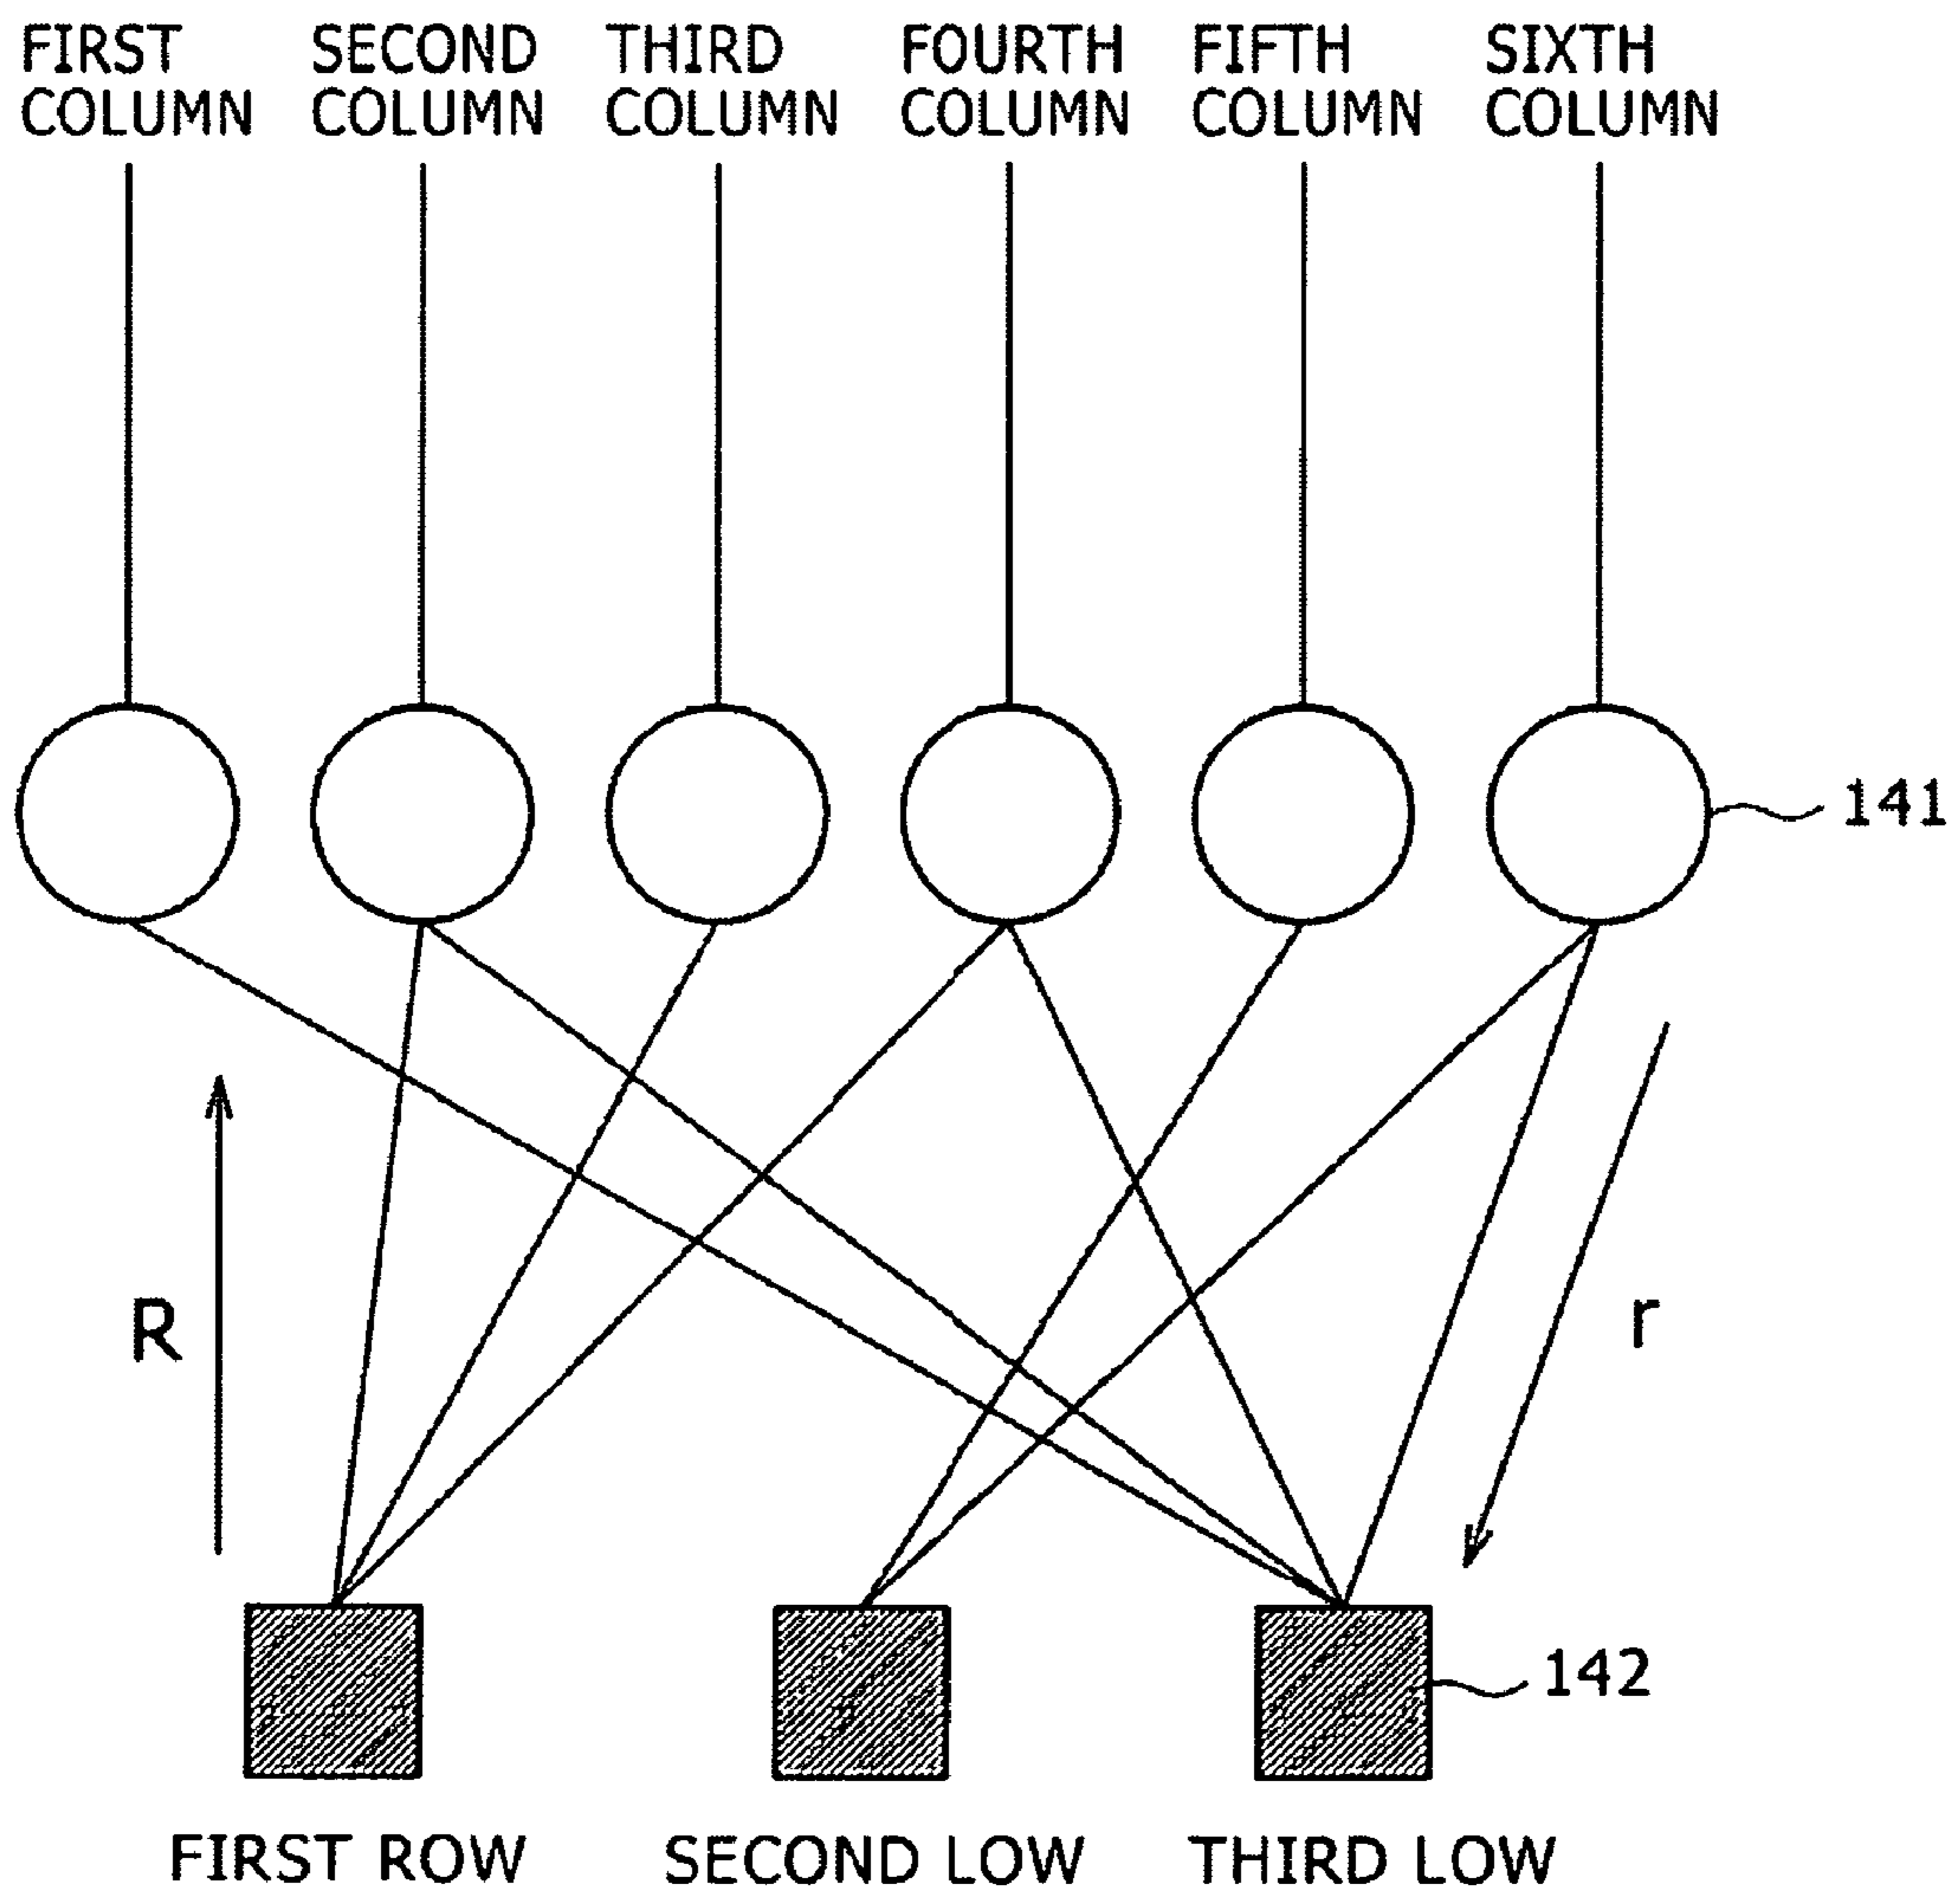 FIRST COLUMN
SECOND COLUMN
THIRD COLUMN
FOURTH COLUMN
FIFTH COLUMN
SIXTH COLUMN
141
R
r
142
FIRST ROW
SECOND LOW
THIRD LOW